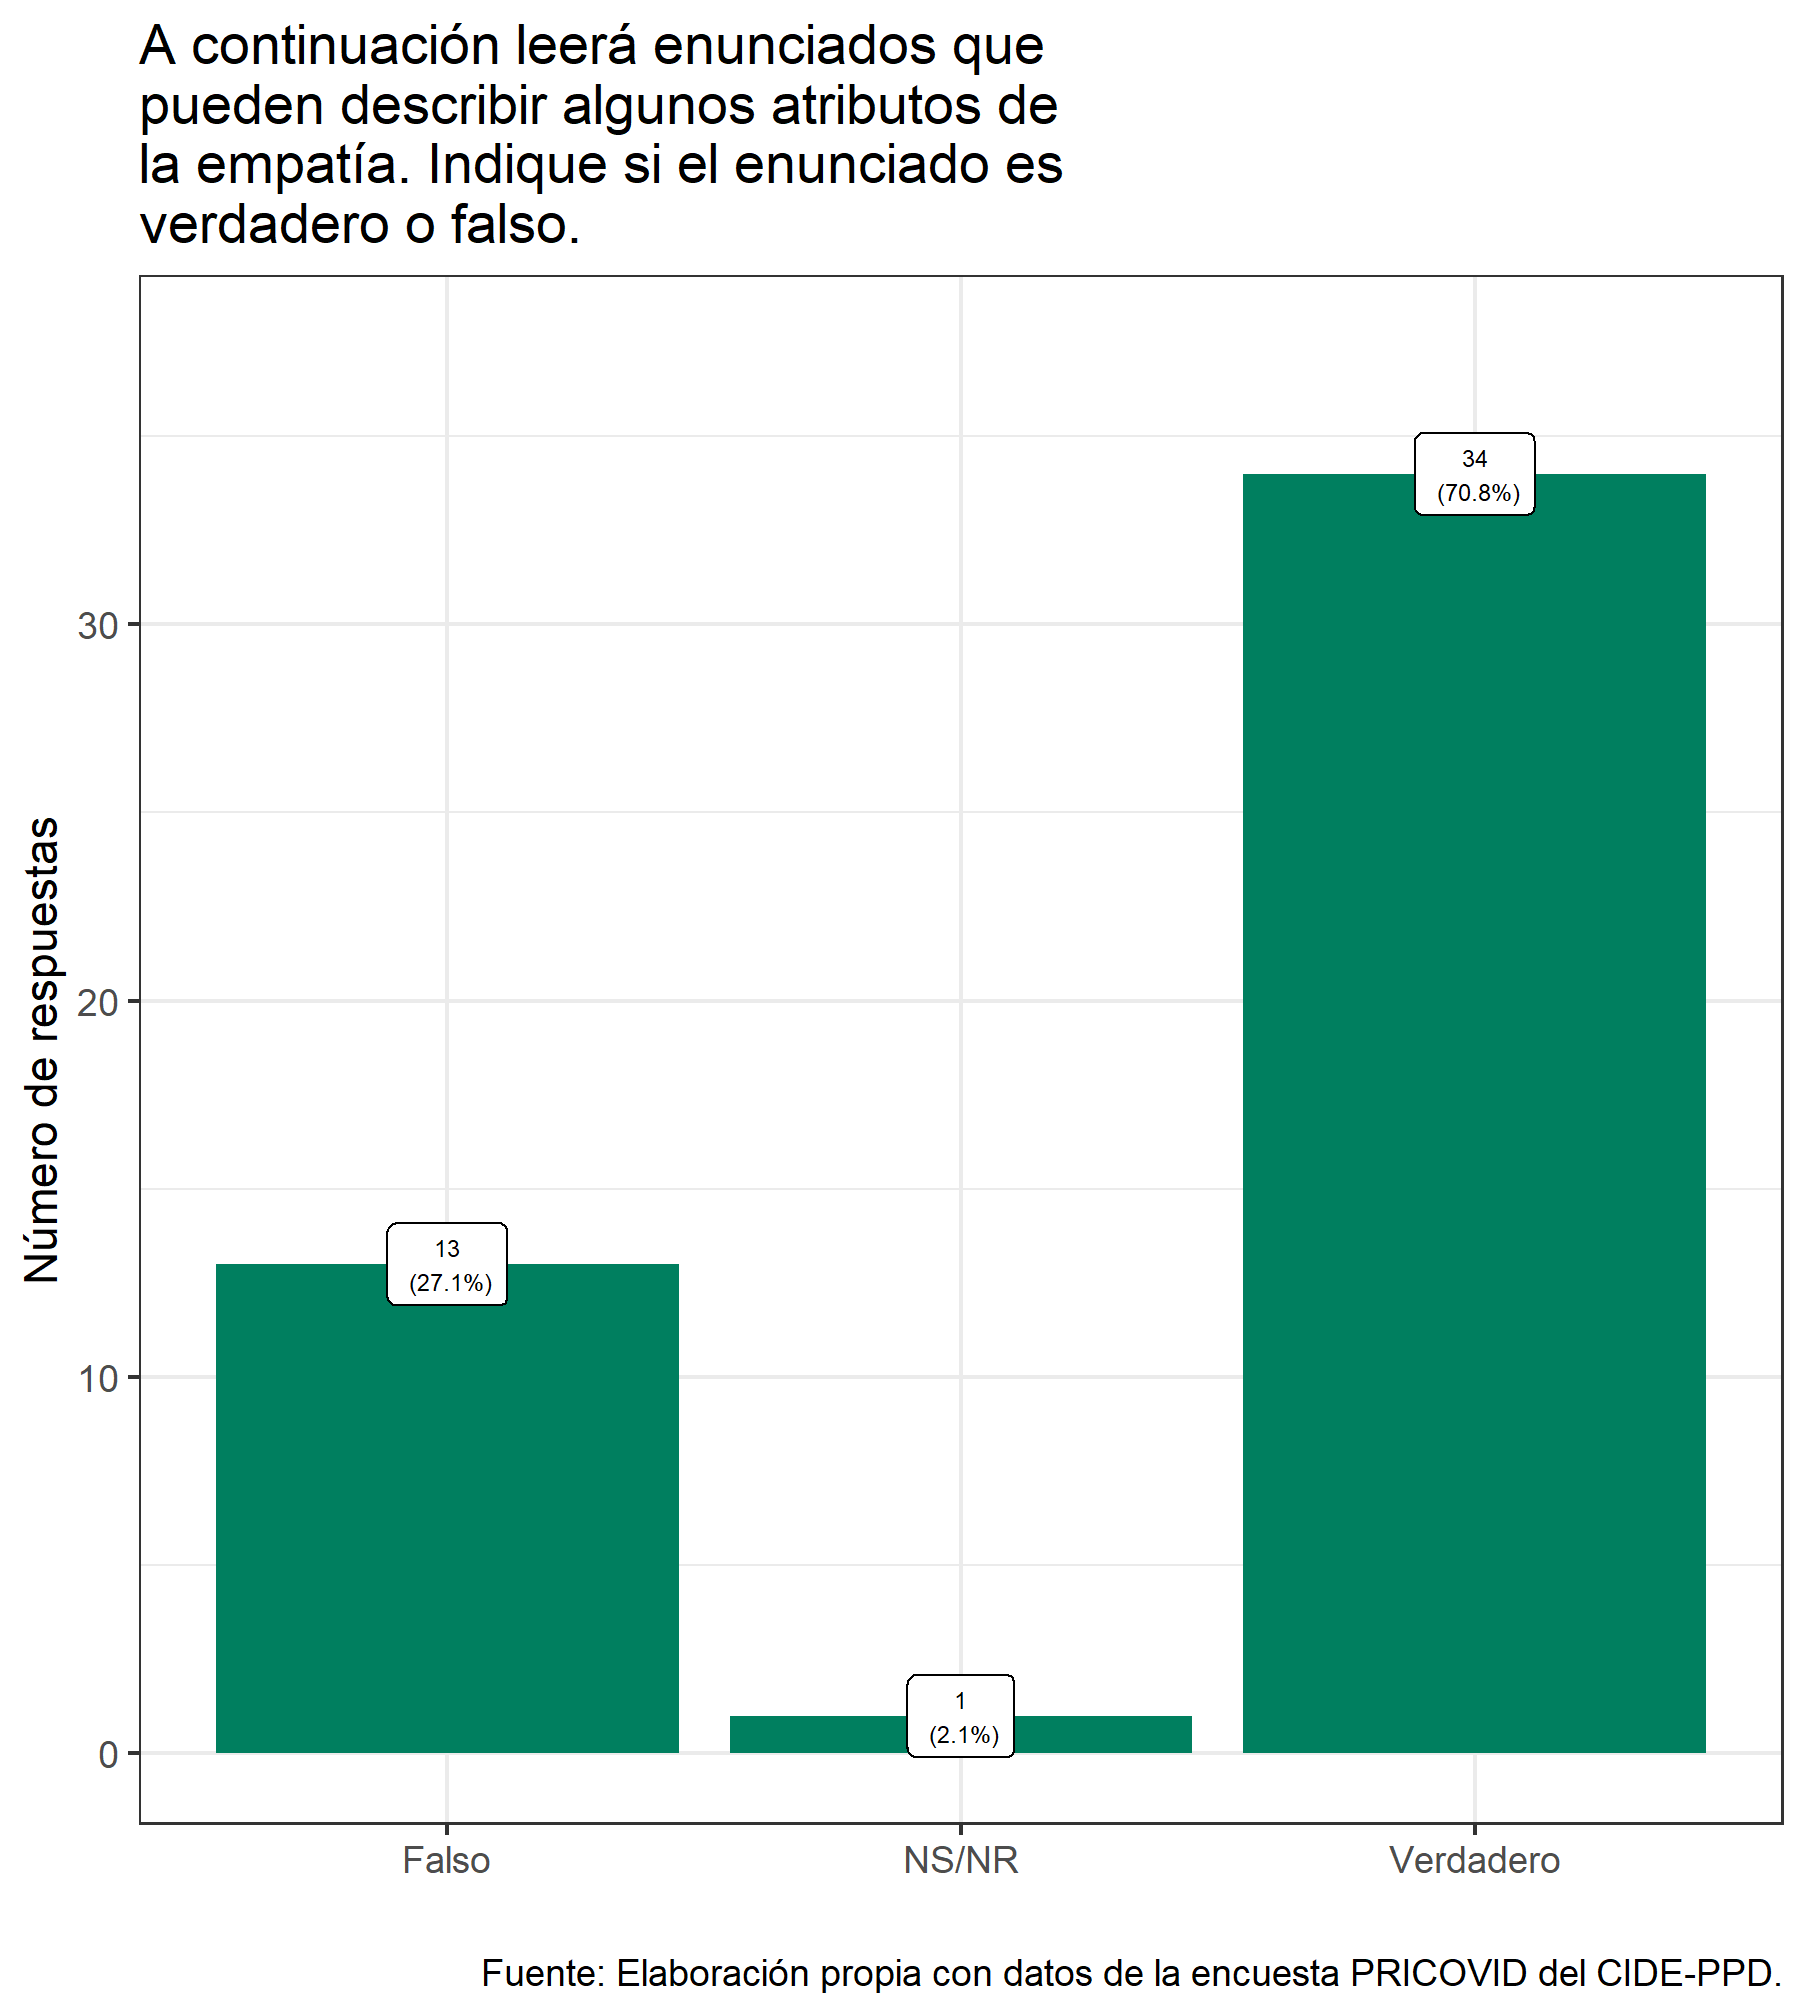 A continuación leerá enunciados que
pueden describir algunos atributos de
la empatía. Indique si el enunciado es
verdadero o falso.
Número de respuestas
30
20
10
0
34
(70.8%)
13
(27.1%)
1
(2.1%)
Falso
NS/NR
Verdadero
Fuente: Elaboración propia con datos de la encuesta PRICOVID del CIDE-PPD.